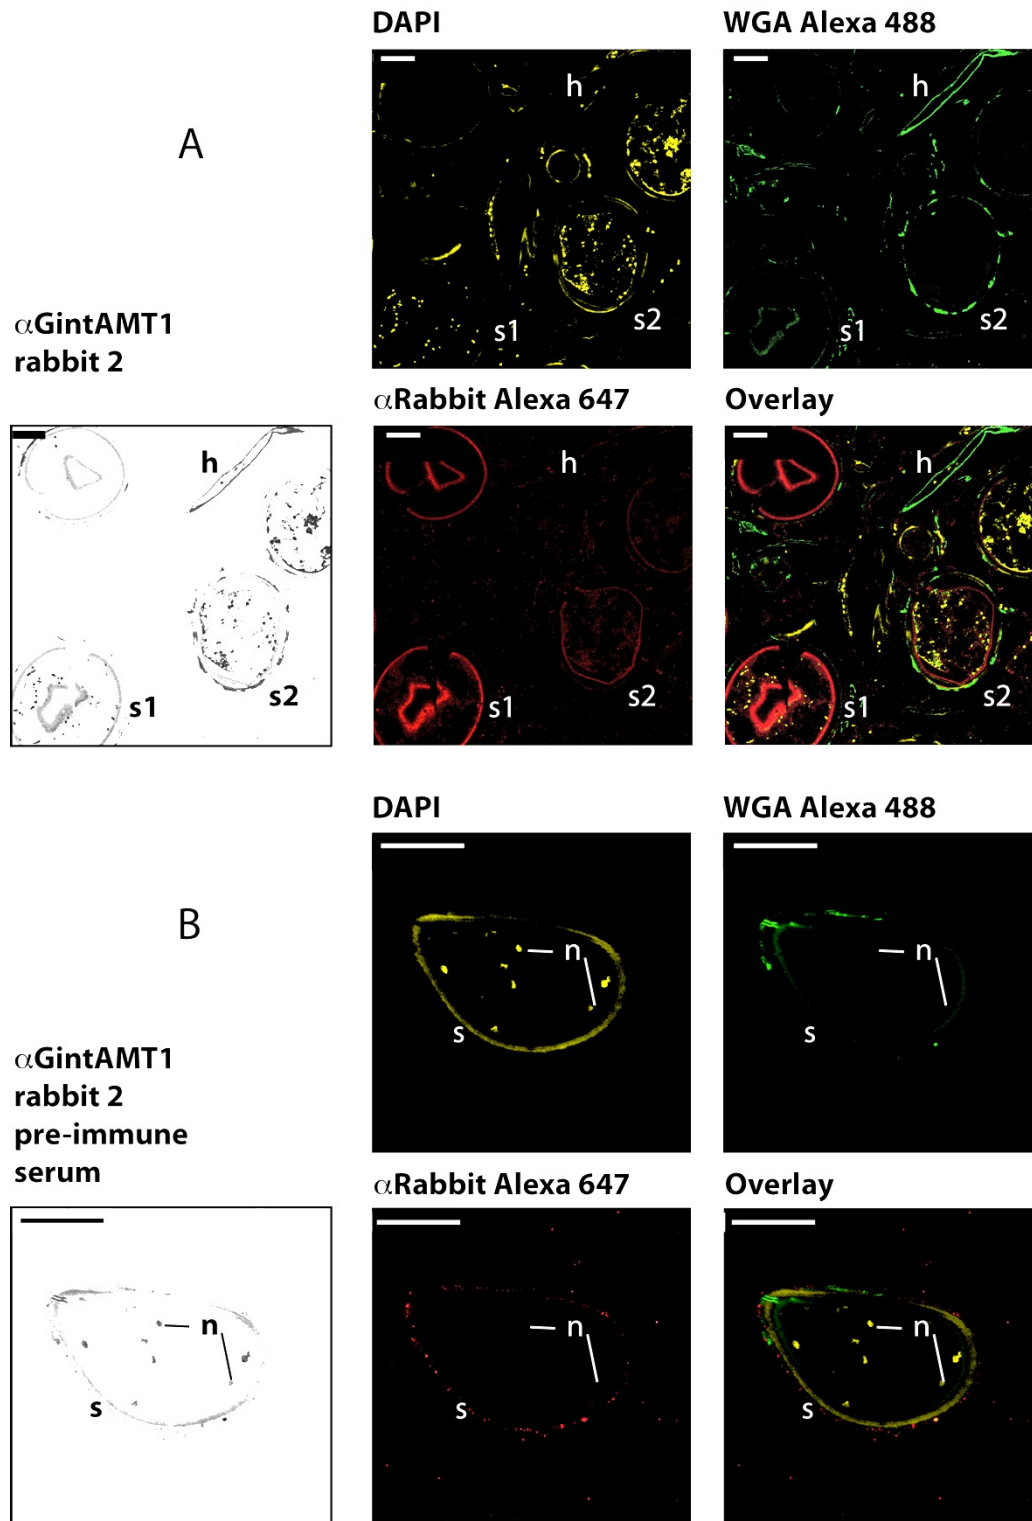 DAPI
WGA Alexa 488
A
h
s1
s2
h
s1
s2
αGintAMT1
rabbit 2
αRabbit Alexa 647
Overlay
h
s1
s2
h
s1
s2
h
s1
s2
DAPI
WGA Alexa 488
B
n
s
n
s
αGintAMT1
rabbit 2
pre-immune
serum
αRabbit Alexa 647
Overlay
n
s
n
s
n
s